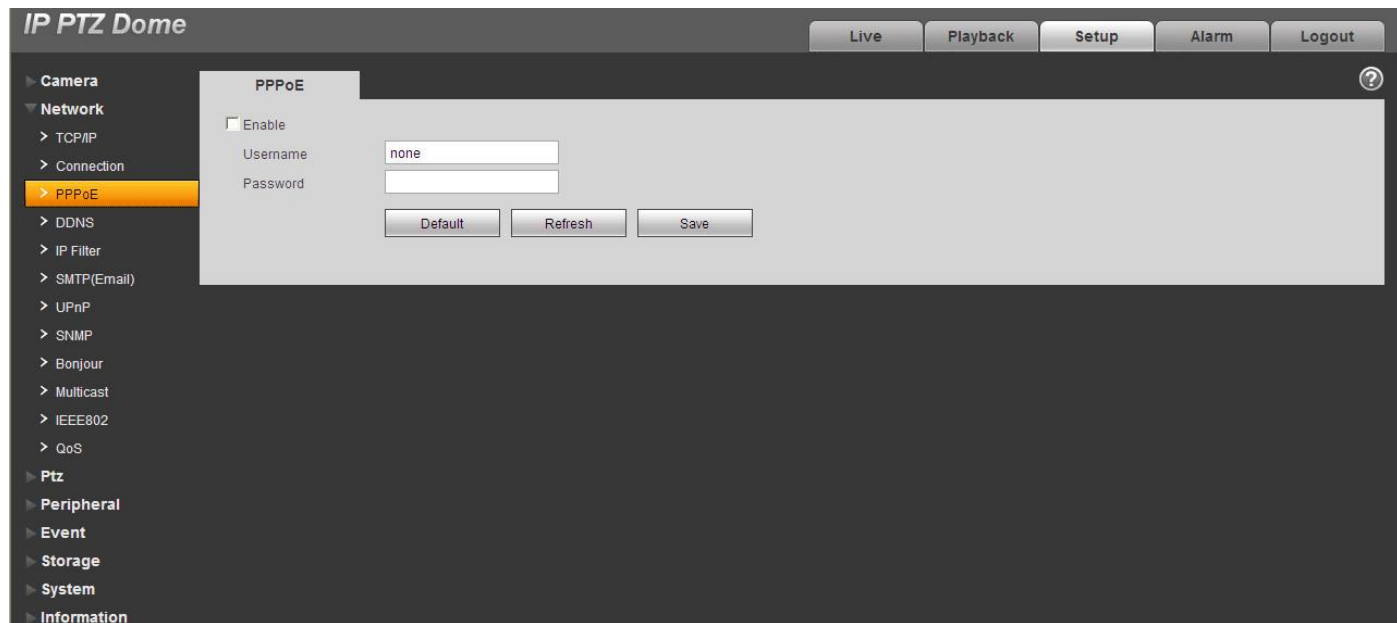 IP PTZ Dome
Live
Playback
Setup
Alarm
Logout
Camera
Network
> TCP/IP
> Connection
> PPPoE
> DDNS
> IP Filter
> SMTP(Email)
> UPnP
> SNMP
> Bonjour
> Multicast
> IEEE802
> QoS
Ptz
Peripheral
Event
Storage
System
Information
PPPoE
?
Enable
Username none
Password
Default Refresh Save